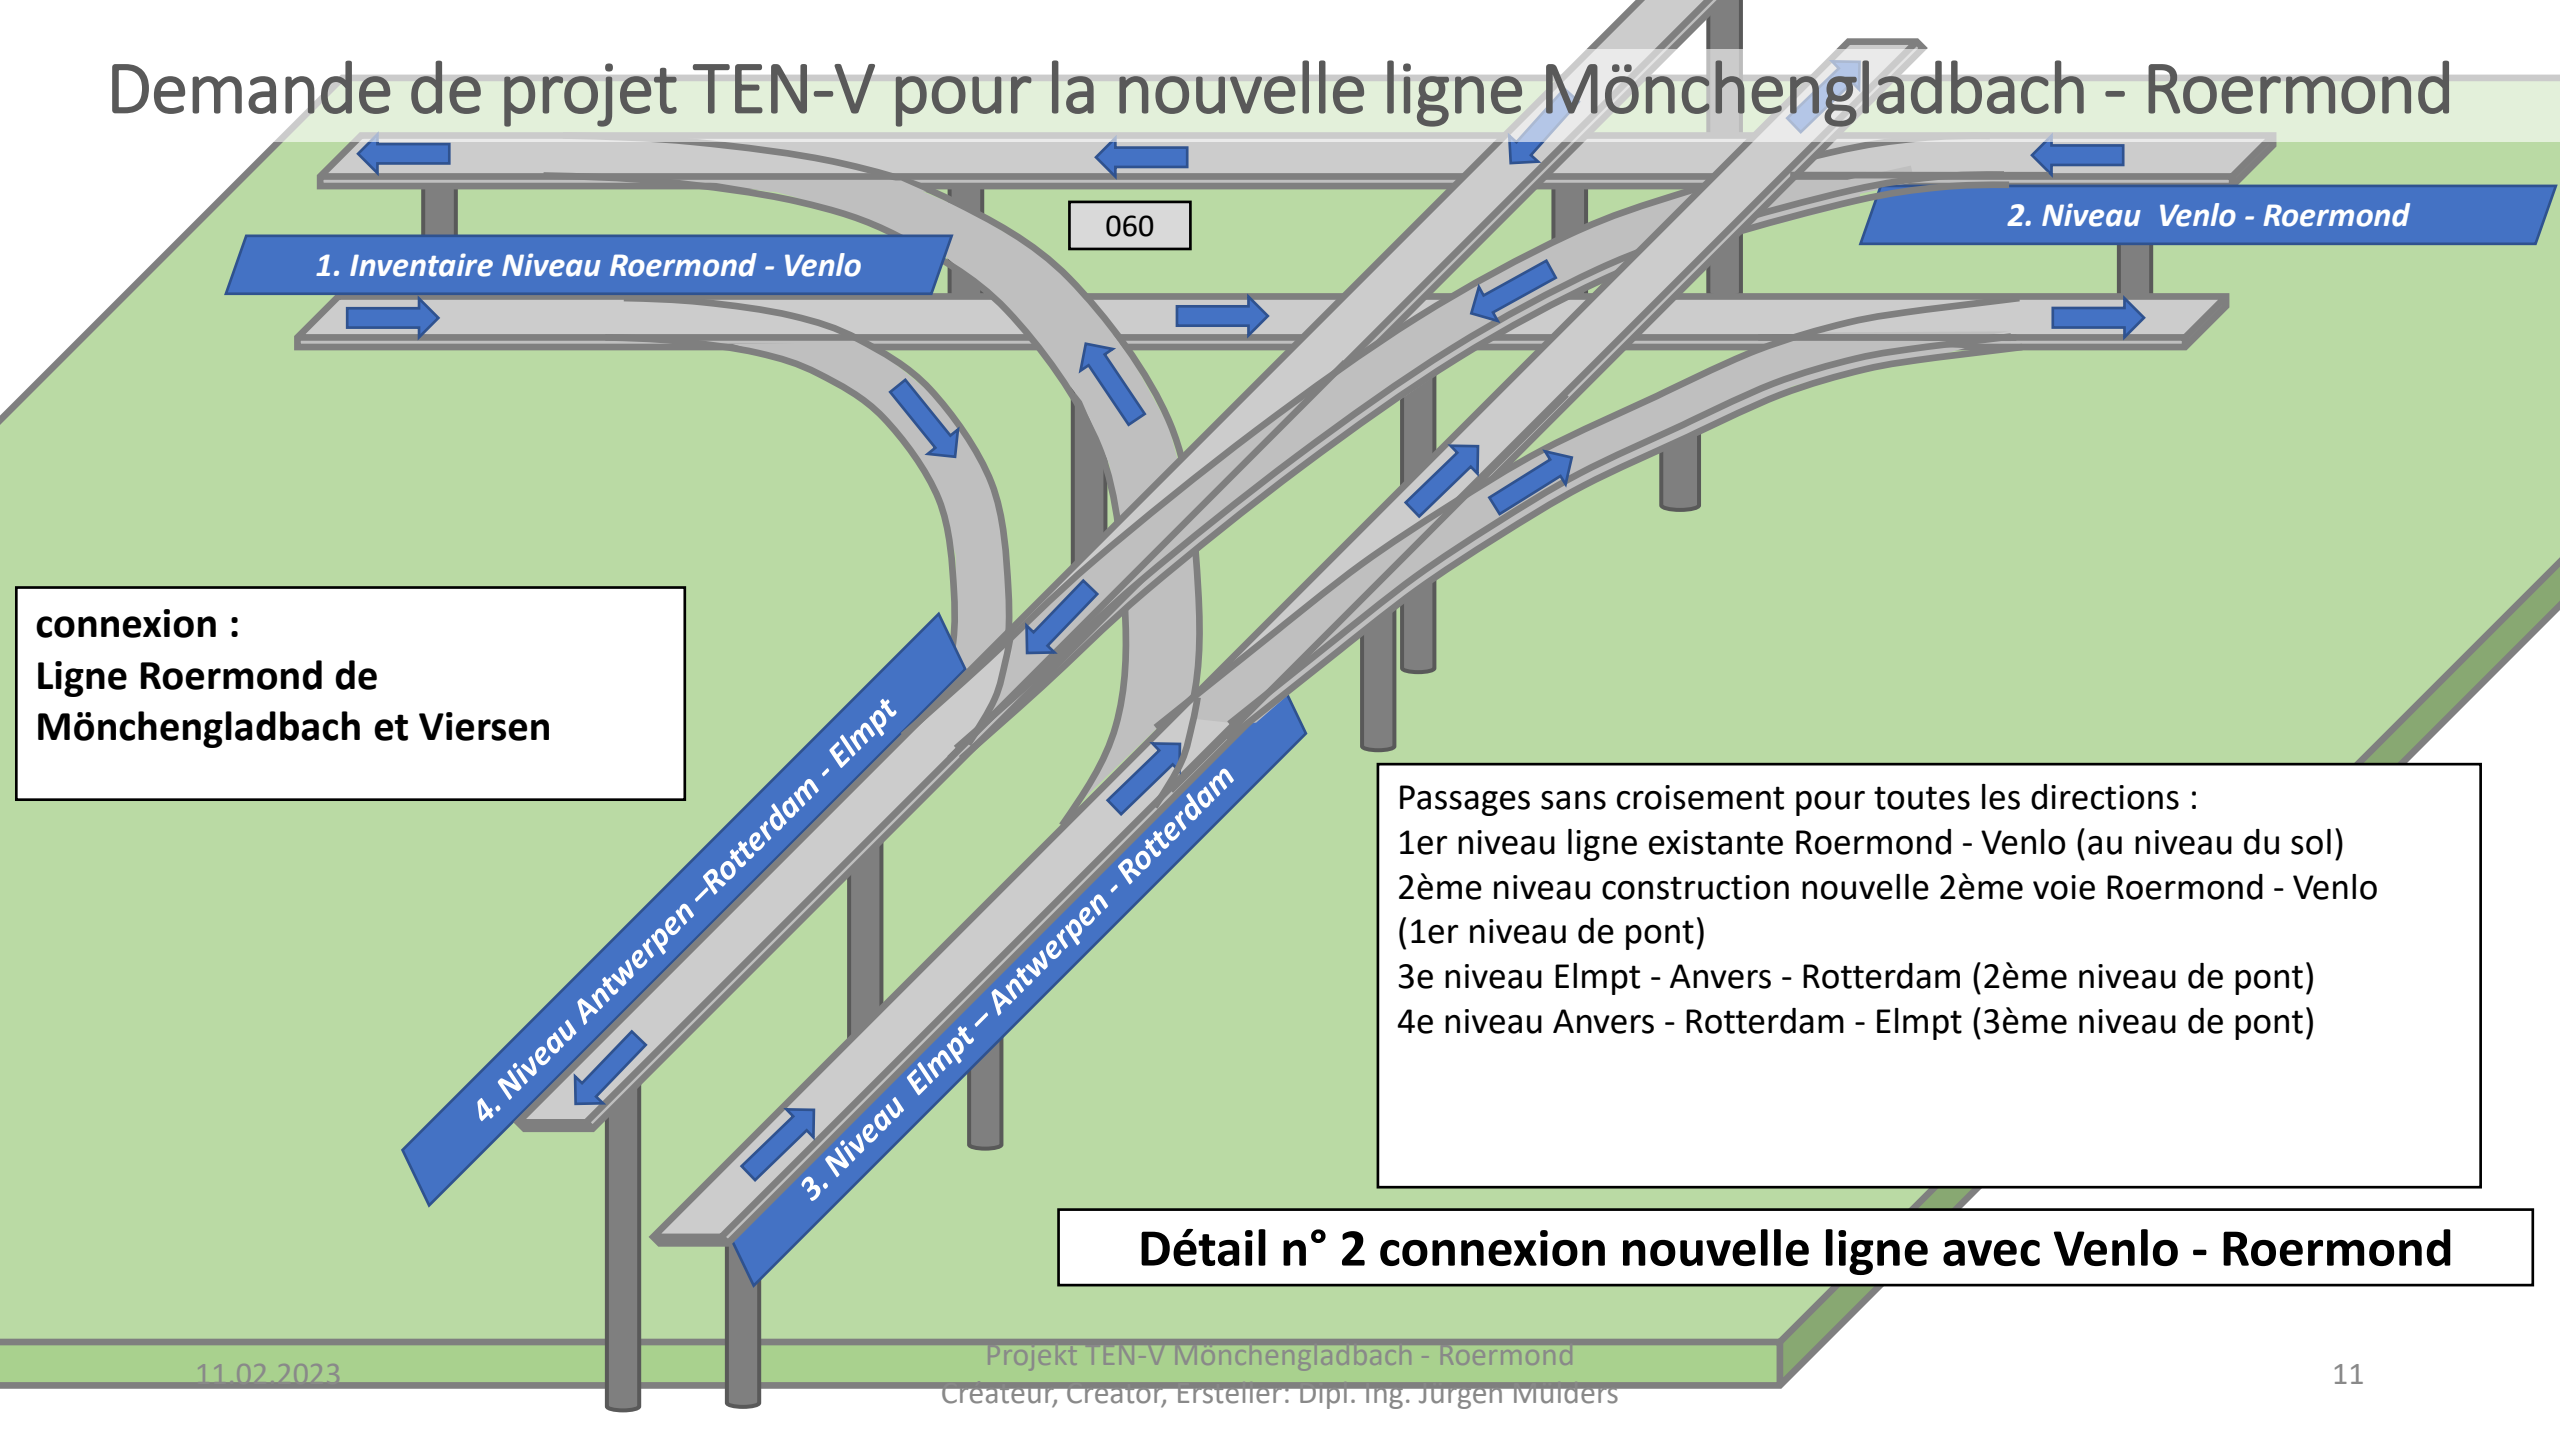 Demande de projet TEN-V pour la nouvelle ligne Mönchengladbach - Roermond
060
2. Niveau  Venlo - Roermond
1. Inventaire Niveau Roermond - Venlo
connexion :
Ligne Roermond de
Mönchengladbach et Viersen
4. Niveau Antwerpen –Rotterdam - Elmpt
3. Niveau  Elmpt – Antwerpen - Rotterdam
Passages sans croisement pour toutes les directions :
1er niveau ligne existante Roermond - Venlo (au niveau du sol)
2ème niveau construction nouvelle 2ème voie Roermond - Venlo
(1er niveau de pont)
3e niveau Elmpt - Anvers - Rotterdam (2ème niveau de pont)
4e niveau Anvers - Rotterdam - Elmpt (3ème niveau de pont)
Détail n° 2 connexion nouvelle ligne avec Venlo - Roermond
11.02.2023
Projekt TEN-V Mönchengladbach - Roermond
Créateur, Creator, Ersteller: Dipl. Ing. Jürgen Mülders
11